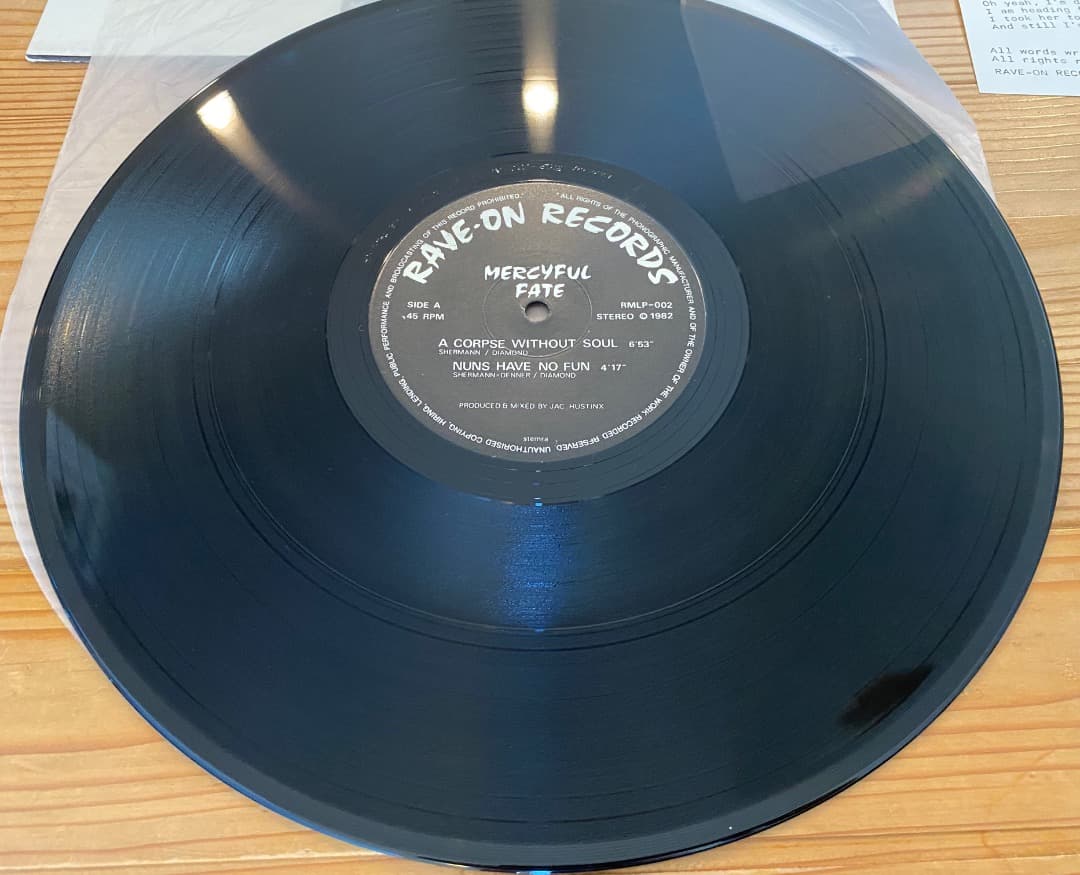 Oh yeah, I's
I am heading
I took her to
And still I'
All words wr
All rights r
RAVE-ON REC
RAVE-ON RECORDS
MERCYFUL
FATE
SIDE A
45 RPM
RMLP-002
STEREO © 1982
A CORPSE WITHOUT SOUL 6'53"
SHERMANN / DIAMOND
NUNS HAVE NO FUN 4'17"
SHERMANN-DENNER / DIAMOND
PRODUCED & MIXED BY JAC. HUSTINX
stemra
ALL RIGHTS OF THE PHONOGRAPHIC MANUFACTURER AND OF THE OWNER OF THE WORK RECORDED RESERVED. UNAUTHORISED COPYING, HIRING, LENDING, PUBLIC PERFORMANCE AND BROADCASTING OF THIS RECORD PROHIBITED.